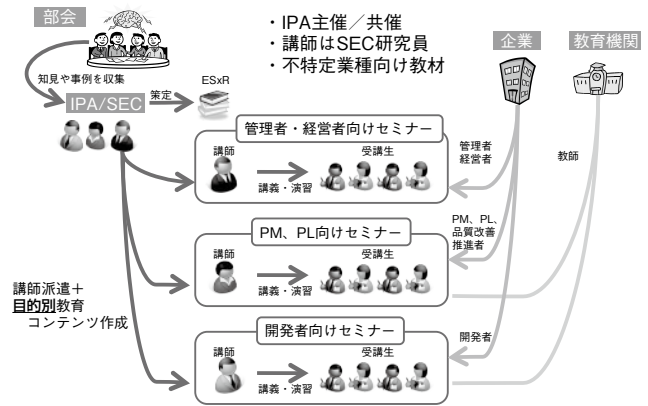 部会
・IPA主催／共催
・講師はSEC研究員
・不特定業種向け教材
企業
教育機関
知見や事例を収集
IPA/SEC
策定
ESxR
管理者・経営者向けセミナー
講師
受講生
講義・演習
管理者
経営者
教師
PM、PL向けセミナー
講師
受講生
講義・演習
PM、PL、
品質改善
推進者
講師派遣＋
目的別教育
コンテンツ作成
開発者向けセミナー
講師
受講生
講義・演習
開発者